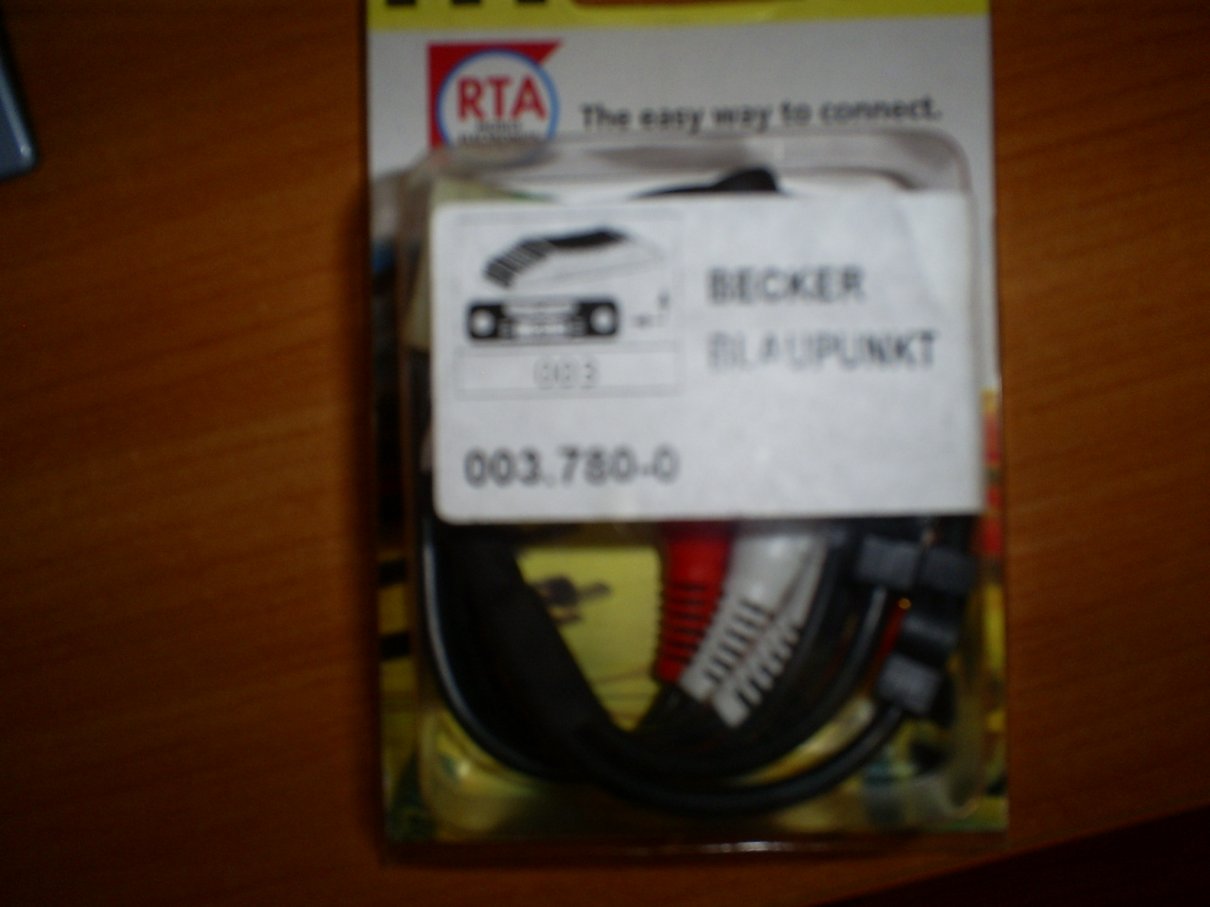 RTA
The easy way to connect.
BECKER
BLAUPUNKT
003
003.780-0